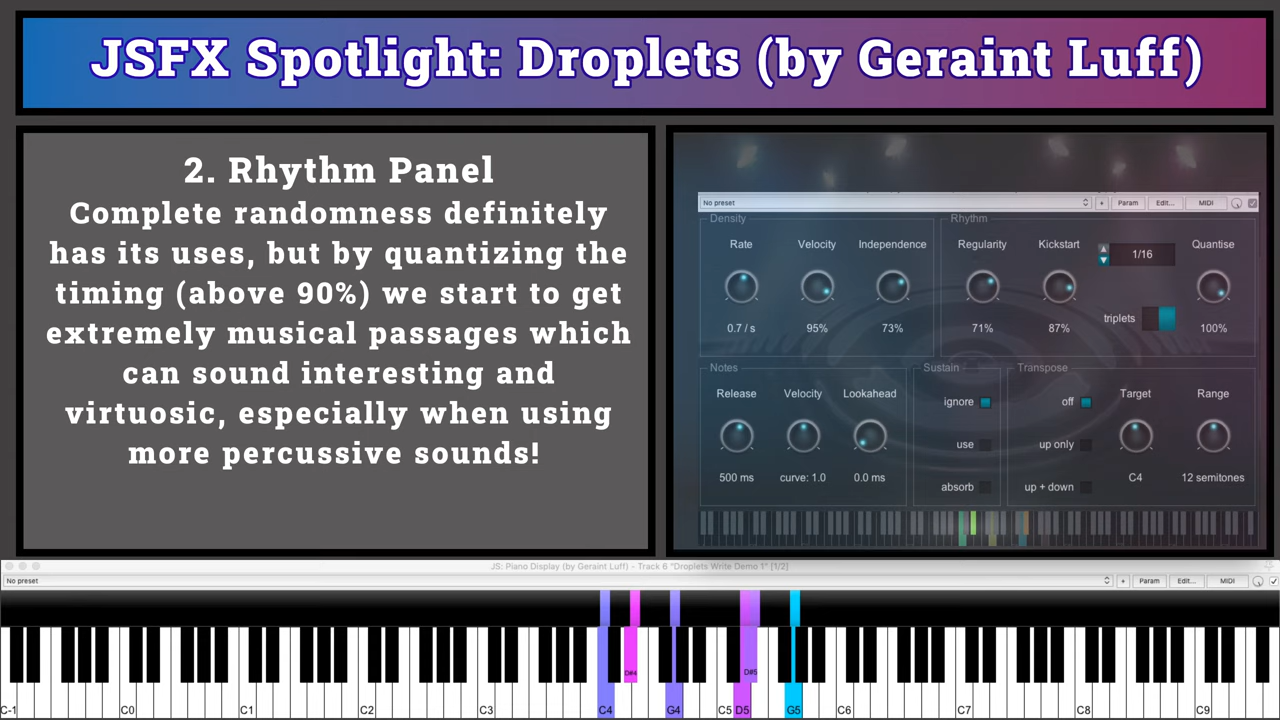 JSFX Spotlight: Droplets (by Geraint Luff)
2. Rhythm Panel
Complete randomness definitely
has its uses, but by quantizing the
timing (above 90%) we start to get
extremely musical passages which
can sound interesting and
virtuosic, especially when using
more percussive sounds!
No preset + Param Edit... MIDI
Density Rhythm
Rate Velocity Independence Regularity Kickstart 1/16 Quantise
triplets
0.7 / s 95% 73% 71% 87% 100%
Notes Sustain Transpose
Release Velocity Lookahead ignore off Target Range
use up only
500 ms curve: 1.0 0.0 ms absorb up + down C4 12 semitones
JS: Piano Display (by Geraint Luff) - Track 6 "Droplets Write Demo 1" [1/2]
No preset + Param Edit... MIDI
D#4 D#5
C-1 C0 C1 C2 C3 C4 G4 C5 D5 G5 C6 C7 C8 C9